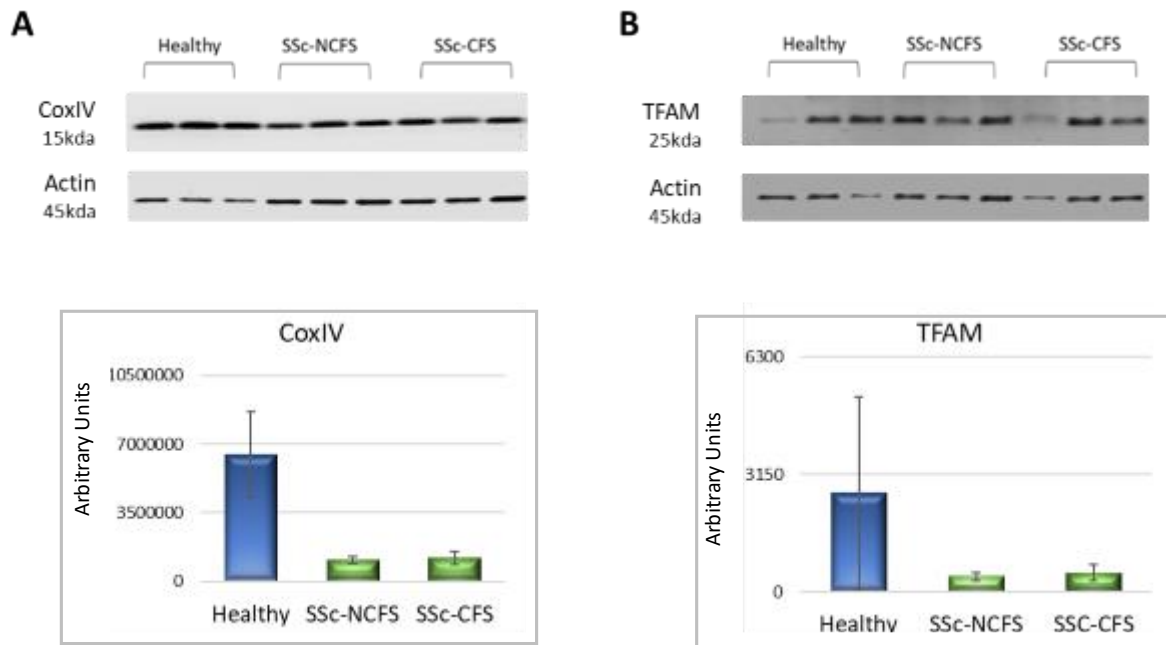 A
Healthy SSc-NCFS SSc-CFS
CoxIV
15kda
Actin
45kda
B
Healthy SSc-NCFS SSc-CFS
TFAM
25kda
Actin
45kda
CoxIV
Arbitrary Units
10500000
7000000
3500000
0
Healthy SSc-NCFS SSc-CFS
TFAM
Arbitrary Units
6300
3150
0
Healthy SSc-NCFS SSC-CFS